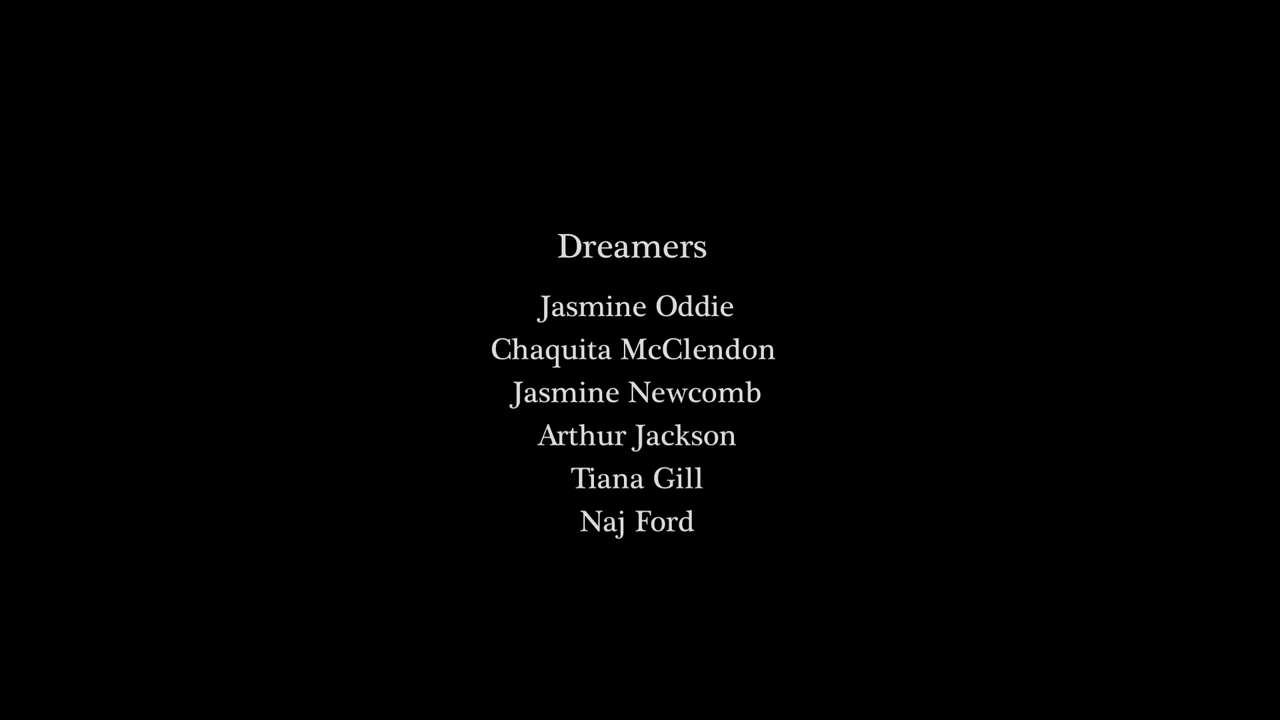 Dreamers
Jasmine Oddie
Chaquita McClendon
Jasmine Newcomb
Arthur Jackson
Tiana Gill
Naj Ford